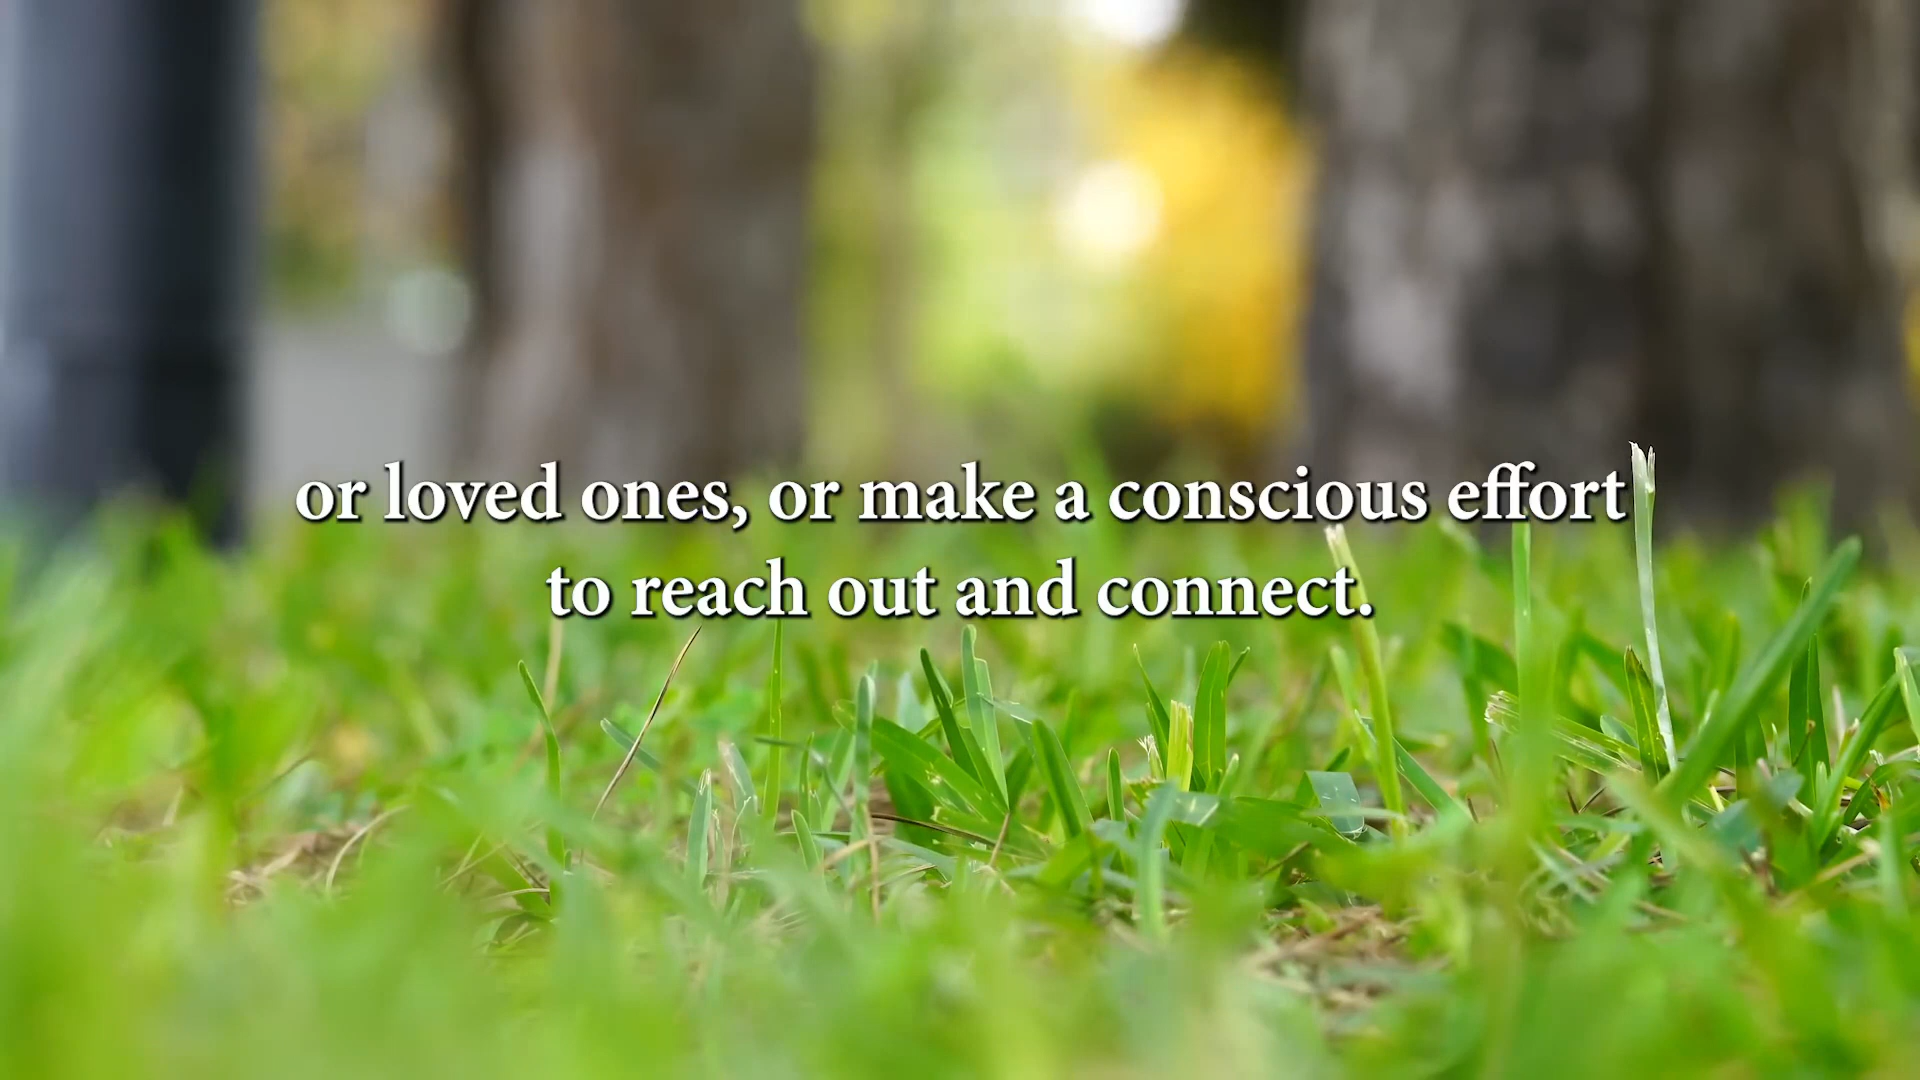 or loved ones, or make a conscious effort
to reach out and connect.